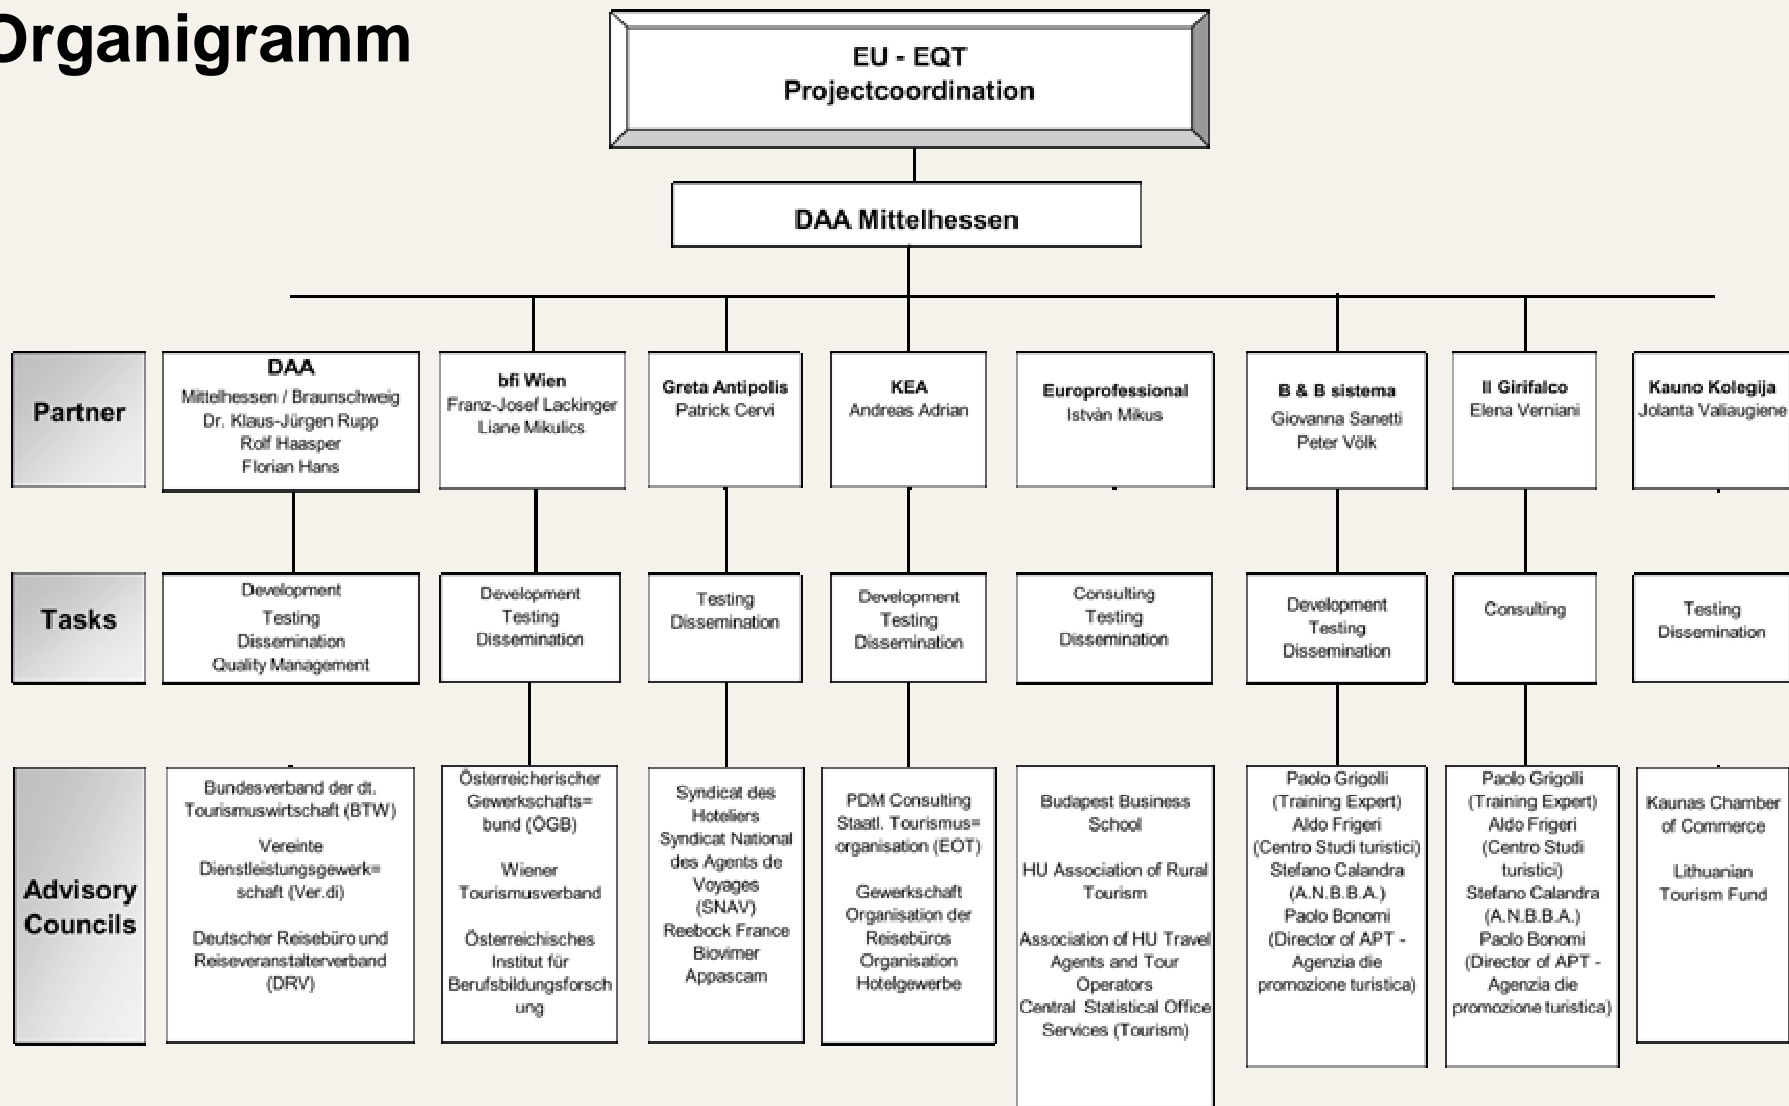 Organigramm
EU - EQT
Projectcoordination
DAA Mittelhessen
Partner
DAA
Mittelhessen / Braunschweig
Dr. Klaus-Jürgen Rupp
Rolf Haasper
Florian Hans
bfi Wien
Franz-Josef Lackinger
Liane Mikulics
Greta Antipolis
Patrick Cervi
KEA
Andreas Adrian
Europrofessional
István Mikus
B & B sistema
Giovanna Sanetti
Peter Völk
Il Girifalco
Elena Verniani
Kauno Kolegija
Jolanta Valiaugiene
Tasks
Development
Testing
Dissemination
Quality Management
Development
Testing
Dissemination
Testing
Dissemination
Development
Testing
Dissemination
Consulting
Testing
Dissemination
Development
Testing
Dissemination
Consulting
Testing
Dissemination
Advisory
Councils
Bundesverband der dt.
Tourismuswirtschaft (BTW)
Vereinte
Dienstleistungsgewerk=
schaft (Ver.di)
Deutscher Reisebüro und
Reiseveranstalterverband
(DRV)
Österreicherischer
Gewerkschafts=
bund (ÖGB)
Wiener
Tourismusverband
Österreichisches
Institut für
Berufsbildungsforsch
ung
Syndicat des
Hoteliers
Syndicat National
des Agents de
Voyages
(SNAV)
Reebock France
Biovimer
Appascam
PDM Consulting
Staatl. Tourismus=
organisation (EOT)
Gewerkschaft
Organisation der
Reisebüros
Organisation
Hotelgewerbe
Budapest Business
School
HU Association of Rural
Tourism
Association of HU Travel
Agents and Tour
Operators
Central Statistical Office
Services (Tourism)
Paolo Grigolli
(Training Expert)
Aldo Frigeri
(Centro Studi turistici)
Stefano Calandra
(A.N.B.B.A.)
Paolo Bonomi
(Director of APT -
Agenzia die
promozione turistica)
Paolo Grigolli
(Training Expert)
Aldo Frigeri
(Centro Studi
turistici)
Stefano Calandra
(A.N.B.B.A.)
Paolo Bonomi
(Director of APT -
Agenzia die
promozione turistica)
Kaunas Chamber
of Commerce
Lithuanian
Tourism Fund